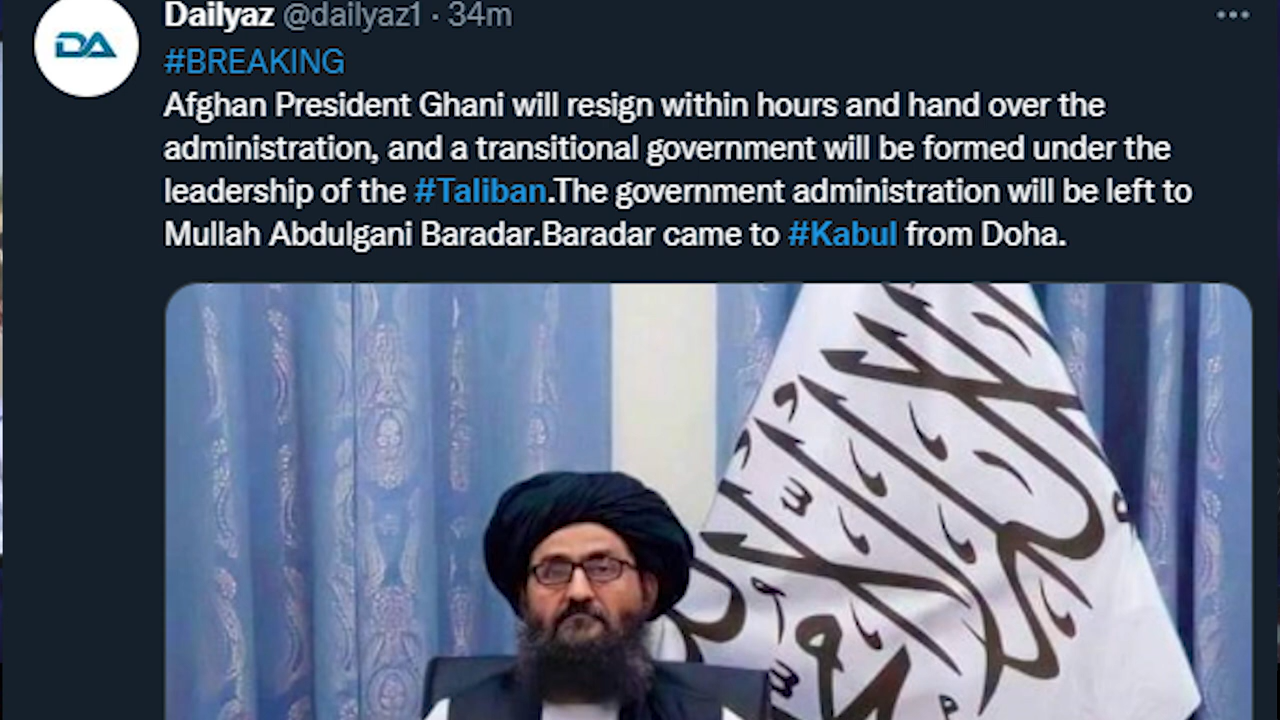 DA
Dailyaz @dailyaz1 · 34m
#BREAKING
Afghan President Ghani will resign within hours and hand over the
administration, and a transitional government will be formed under the
leadership of the #Taliban.The government administration will be left to
Mullah Abdulgani Baradar.Baradar came to #Kabul from Doha.